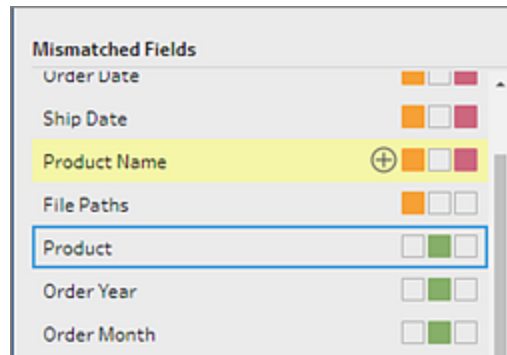 Mismatched Fields
Order Date
Ship Date
Product Name
File Paths
Product
Order Year
Order Month